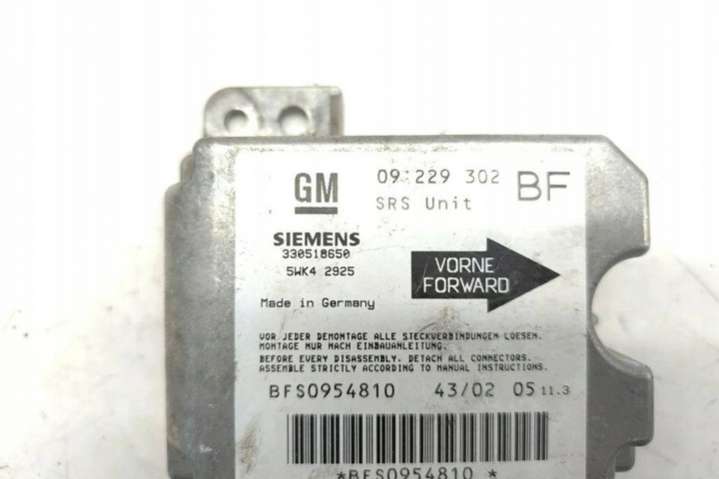 GM 09 229 302 BF
SRS Unit
SIEMENS
330518650
5WK4 2925
VORNE
FORWARD
Made in Germany
VOR JEDER DEMONTAGE ALLE STECKVERBINDUNGEN LOESEN.
MONTAGE NUR NACH EINBAUANLEITUNG.
BEFORE EVERY DISASSEMBLY. DETACH ALL CONNECTORS.
ASSEMBLE STRICTLY ACCORDING TO MANUAL INSTRUCTIONS.
BFS0954810 43/02 05 11.3
*BFS0954810 *